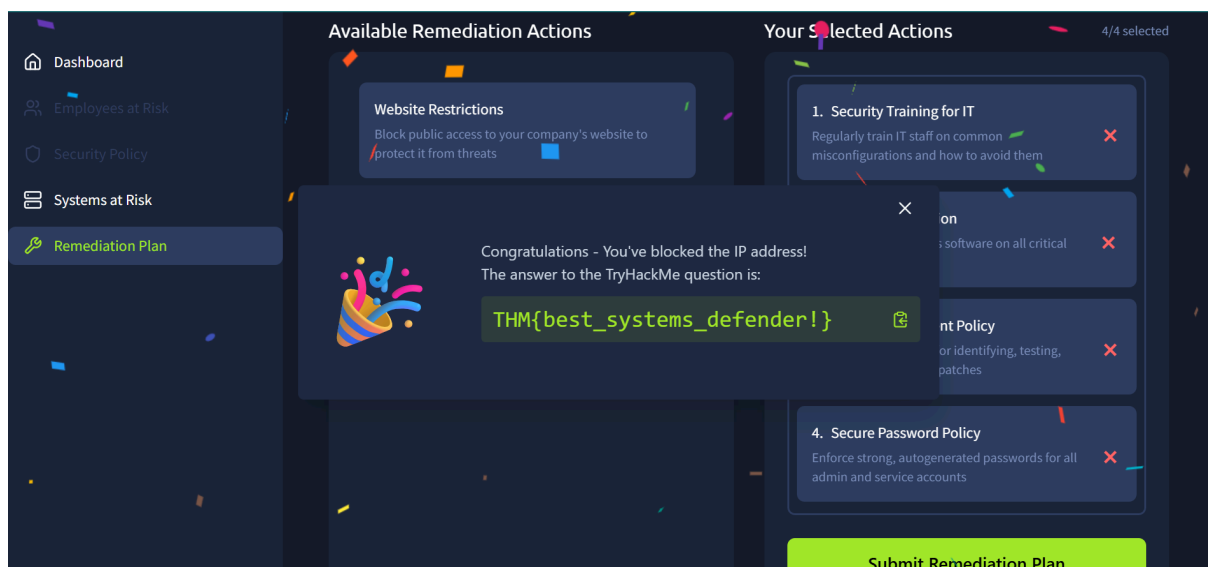 Available Remediation Actions
Your Selected Actions
4/4 selected
Dashboard
Employees at Risk
Security Policy
Systems at Risk
Remediation Plan
Website Restrictions
Block public access to your company's website to
protect it from threats
1. Security Training for IT
Regularly train IT staff on common
misconfigurations and how to avoid them
on
software on all critical
nt Policy
or identifying, testing,
patches
4. Secure Password Policy
Enforce strong, autogenerated passwords for all
admin and service accounts
Submit Remediation Plan
Congratulations - You've blocked the IP address!
The answer to the TryHackMe question is:
THM{best_systems_defender!}